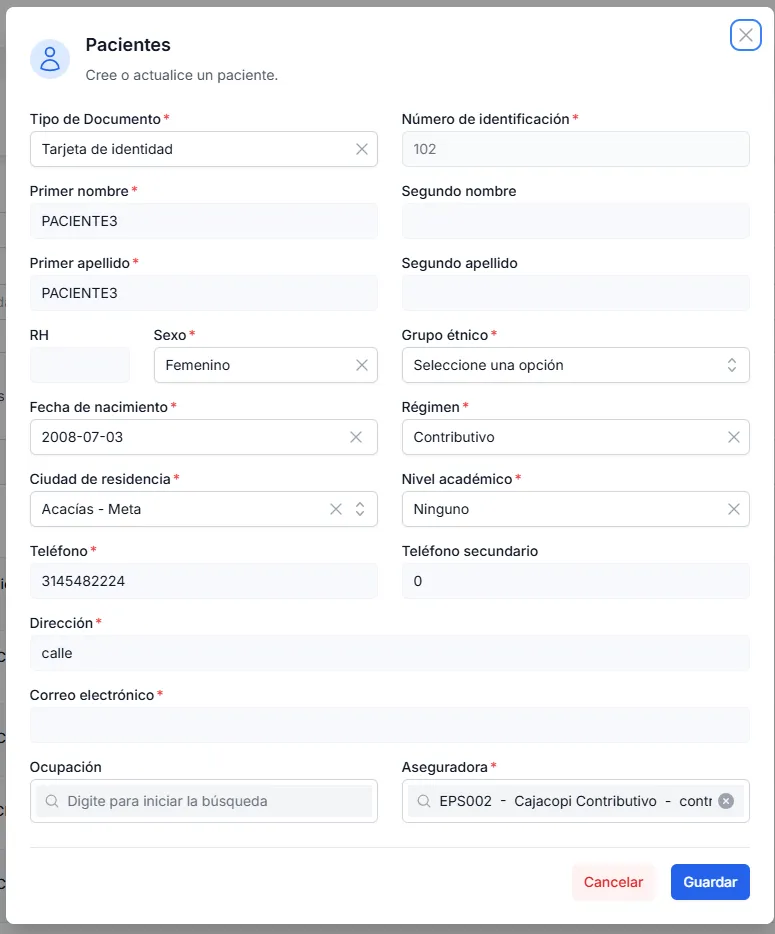 Pacientes
Cree o actualice un paciente.
Tipo de Documento*
Número de identificación*
Tarjeta de identidad
102
Primer nombre*
Segundo nombre
PACIENTE3
Primer apellido*
Segundo apellido
PACIENTE3
RH
Sexo*
Grupo étnico*
Femenino
Seleccione una opción
Fecha de nacimiento*
Régimen*
2008-07-03
Contributivo
Ciudad de residencia*
Nivel académico*
Acacías - Meta
Ninguno
Teléfono*
Teléfono secundario
3145482224
0
Dirección*
calle
Correo electrónico*
Ocupación
Aseguradora*
Digite para iniciar la búsqueda
EPS002 - Cajacopi Contributivo - contr
Cancelar
Guardar